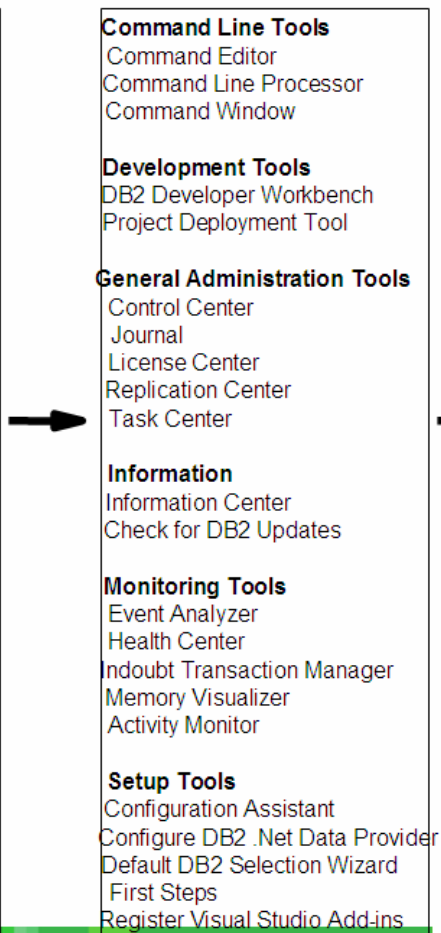 Command Line Tools
Command Editor
Command Line Processor
Command Window
Development Tools
DB2 Developer Workbench
Project Deployment Tool
General Administration Tools
Control Center
Journal
License Center
Replication Center
Task Center
Information
Information Center
Check for DB2 Updates
Monitoring Tools
Event Analyzer
Health Center
Indoubt Transaction Manager
Memory Visualizer
Activity Monitor
Setup Tools
Configuration Assistant
Configure DB2 .Net Data Provider
Default DB2 Selection Wizard
First Steps
Register Visual Studio Add-ins